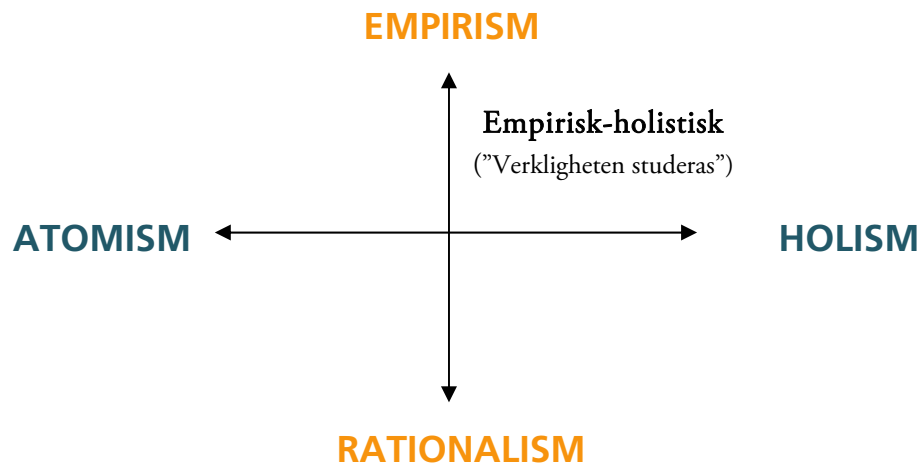 EMPIRISM
Empirisk-holistisk
(”Verkligheten studeras”)
ATOMISM
HOLISM
RATIONALISM